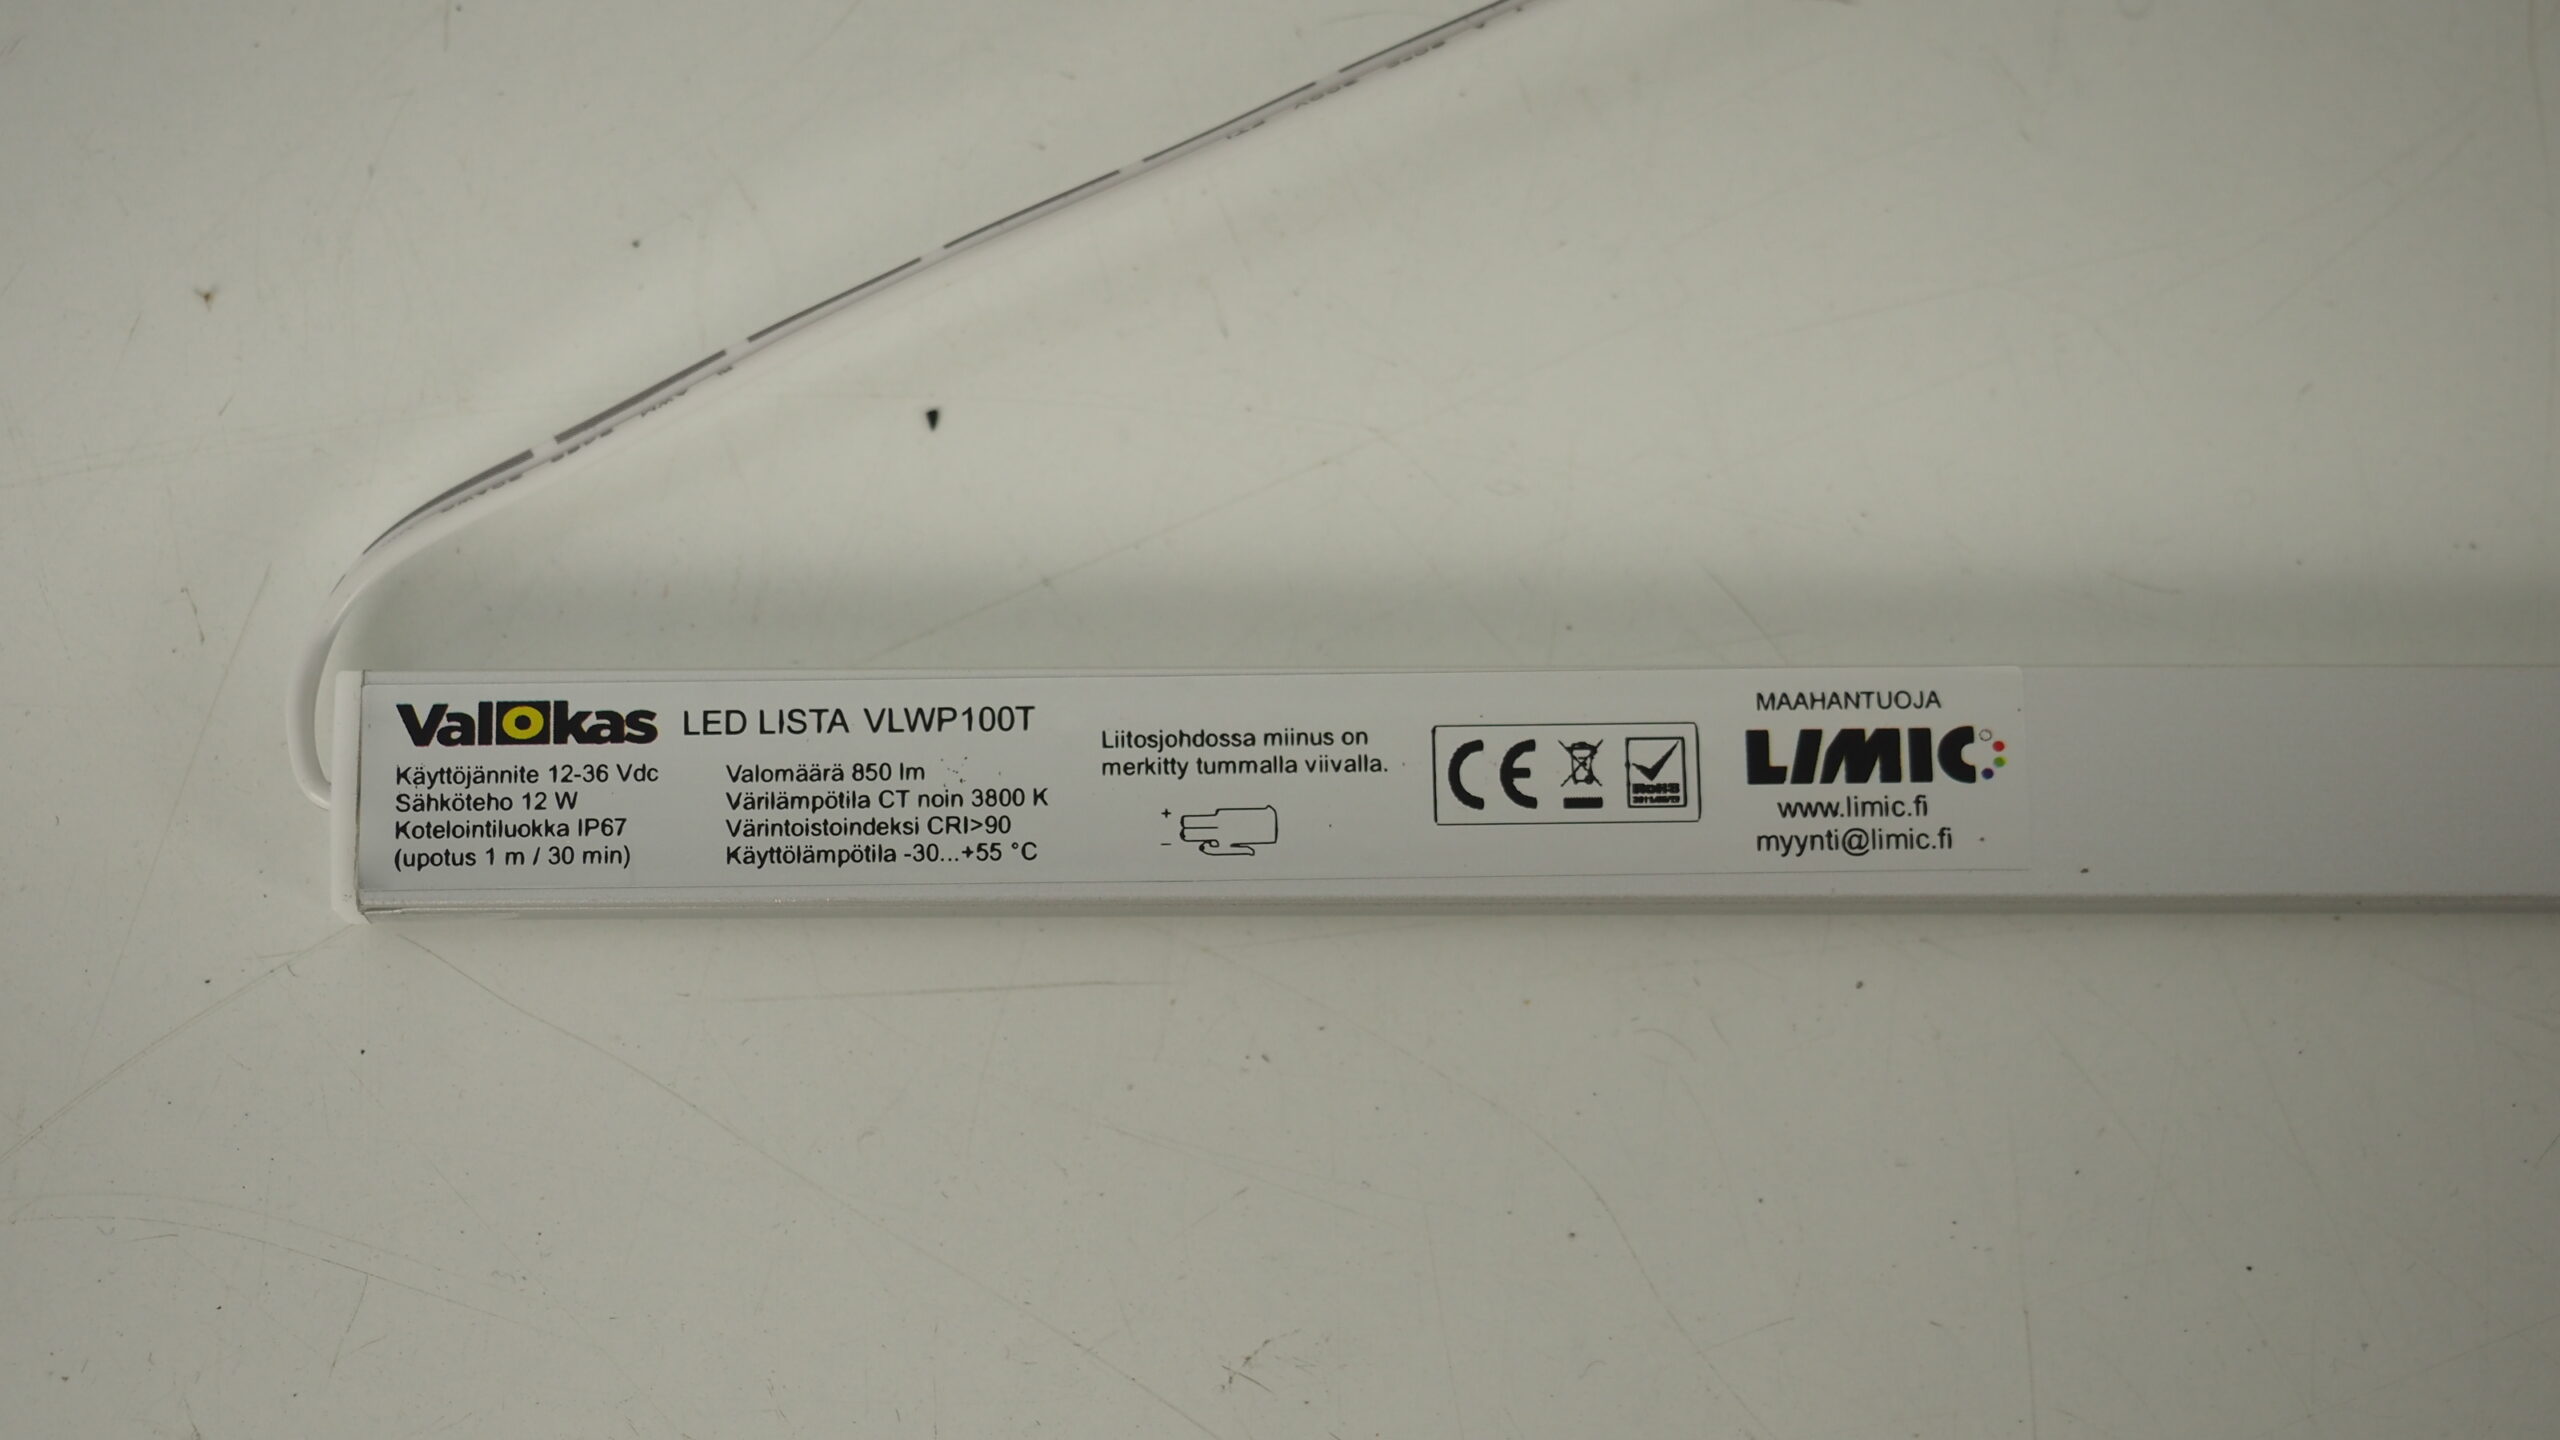 Valokas LED LISTA VLWP100T
Käyttöjännite 12-36 Vdc
Sähköteho 12 W
Kotelointiluokka IP67
(upotus 1 m / 30 min)
Valomäärä 850 lm
Värilämpötila CT noin 3800 K
Värintoistoindeksi CRI>90
Käyttölämpötila -30...+55 °C
Liitosjohdossa miinus on
merkitty tummalla viivalla.
+
−
CE
RoHS
MAAHANTUOJA
LIMIC
www.limic.fi
myynti@limic.fi